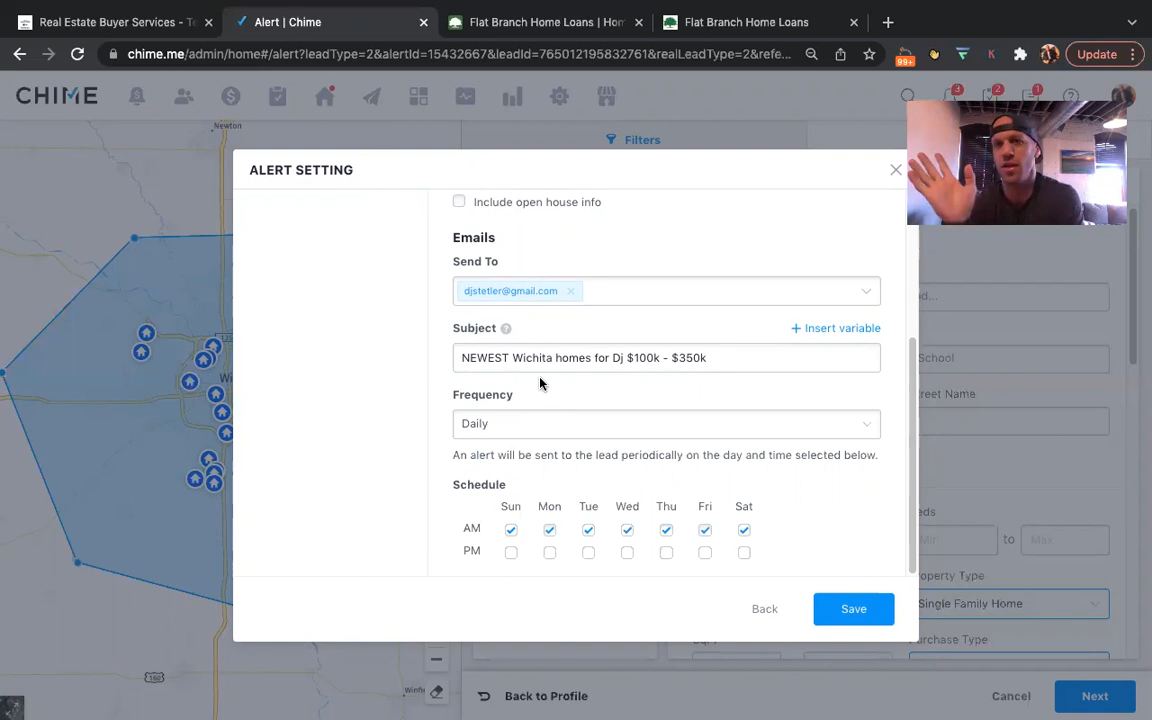 Real Estate Buyer Services - Te
Alert | Chime
Flat Branch Home Loans | Hom
Flat Branch Home Loans
chime.me/admin/home#/alert?leadType=2&alertId=15432667&leadId=765012195832761&realLeadType=2&refe...
99+
K
Update
CHIME
4
2
1
Newton
Filters
ALERT SETTING
Include open house info
Emails
Send To
djstetler@gmail.com
Subject
+ Insert variable
NEWEST Wichita homes for Dj $100k - $350k
School
Street Name
Frequency
Daily
An alert will be sent to the lead periodically on the day and time selected below.
Schedule
Sun Mon Tue Wed Thu Fri Sat
AM
PM
to
Property Type
Single Family Home
Back
Save
Purchase Type
Back to Profile
Cancel
Next